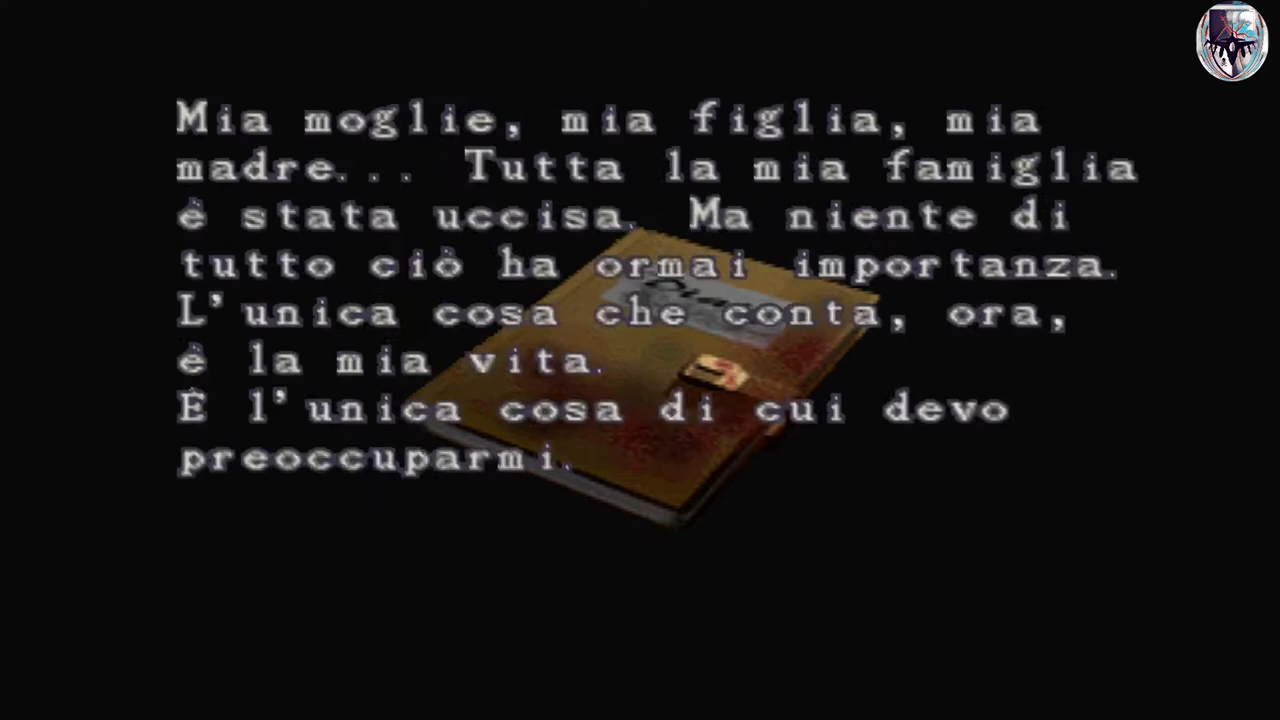 Mia moglie, mia figlia, mia
madre... Tutta la mia famiglia
è stata uccisa. Ma niente di
tutto ciò ha ormai importanza.
L'unica cosa che conta, ora,
è la mia vita.
È l'unica cosa di cui devo
preoccuparmi.